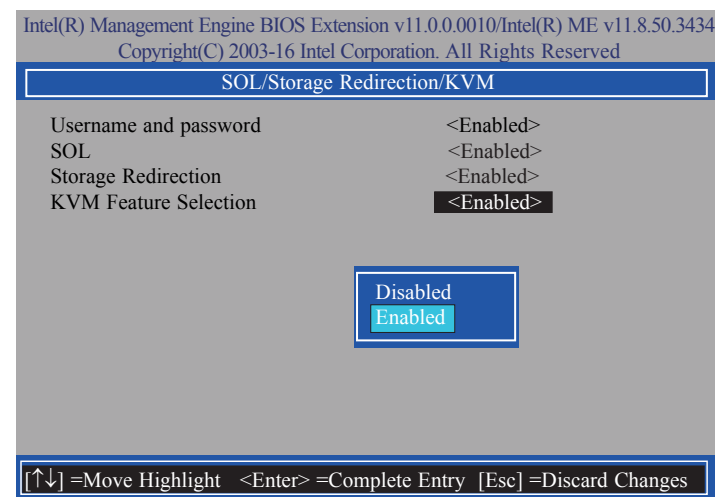 Intel(R) Management Engine BIOS Extension v11.0.0.0010/Intel(R) ME v11.8.50.3434
Copyright(C) 2003-16 Intel Corporation. All Rights Reserved
SOL/Storage Redirection/KVM
Username and password <Enabled>
SOL <Enabled>
Storage Redirection <Enabled>
KVM Feature Selection <Enabled>
Disabled
Enabled
[↑↓] =Move Highlight <Enter> =Complete Entry [Esc] =Discard Changes